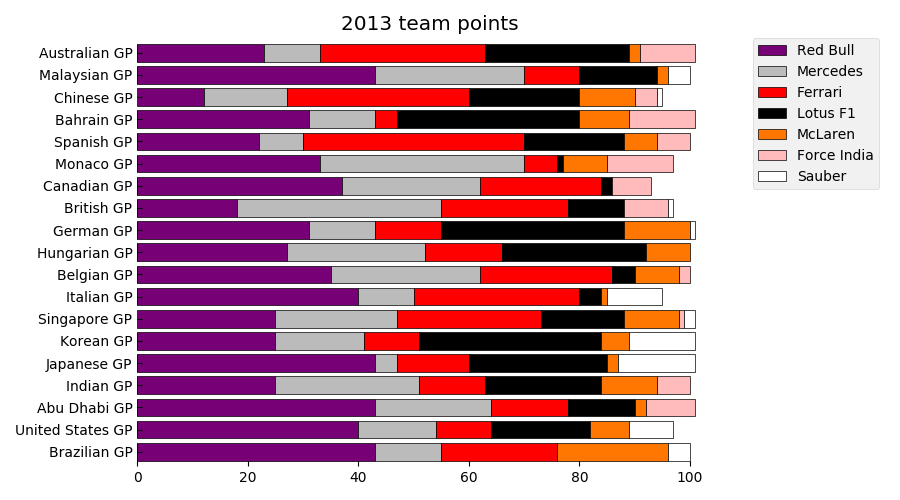 2013 team points
Australian GP
Malaysian GP
Chinese GP
Bahrain GP
Spanish GP
Monaco GP
Canadian GP
British GP
German GP
Hungarian GP
Belgian GP
Italian GP
Singapore GP
Korean GP
Japanese GP
Indian GP
Abu Dhabi GP
United States GP
Brazilian GP
0 20 40 60 80 100
Red Bull
Mercedes
Ferrari
Lotus F1
McLaren
Force India
Sauber